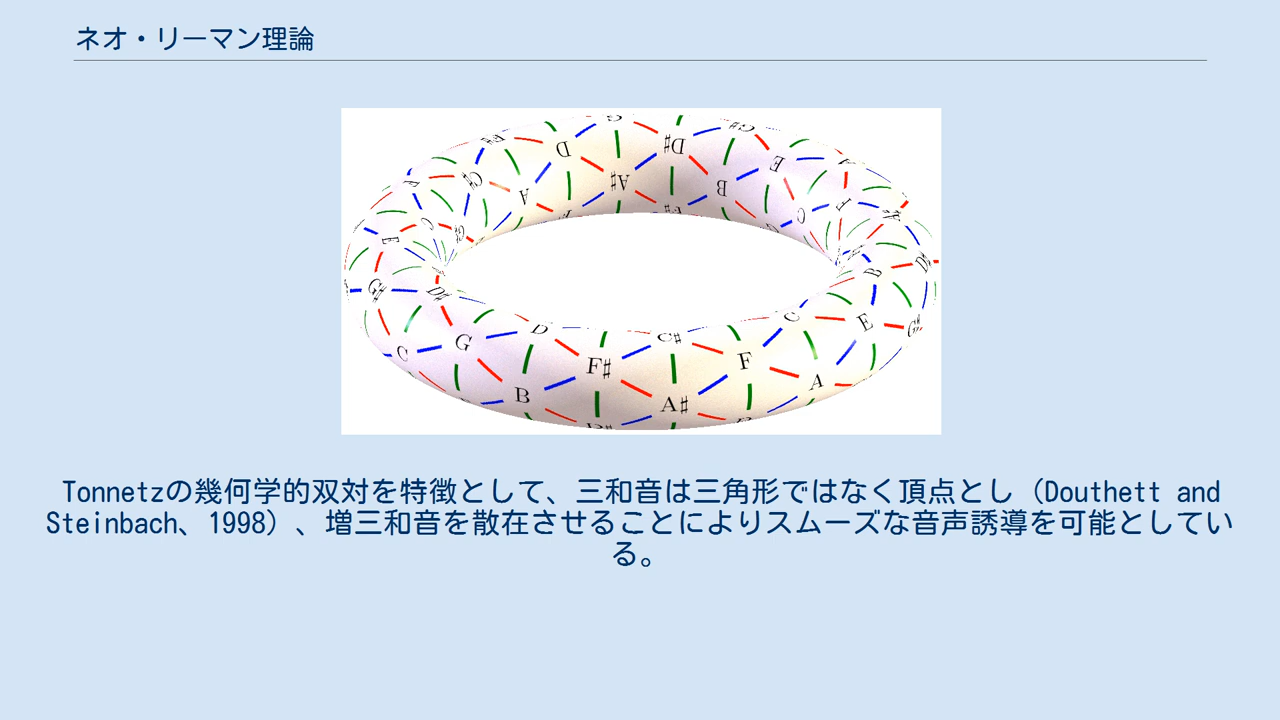 ネオ・リーマン理論
D D♯ E
C♯ A A♯ B C
E C
G♯ D♯ B
G D C♯ C E
C F♯ F
B A♯ A
Tonnetzの幾何学的双対を特徴として、三和音は三角形ではなく頂点とし（Douthett and
Steinbach、1998）、増三和音を散在させることによりスムーズな音声誘導を可能としてい
る。